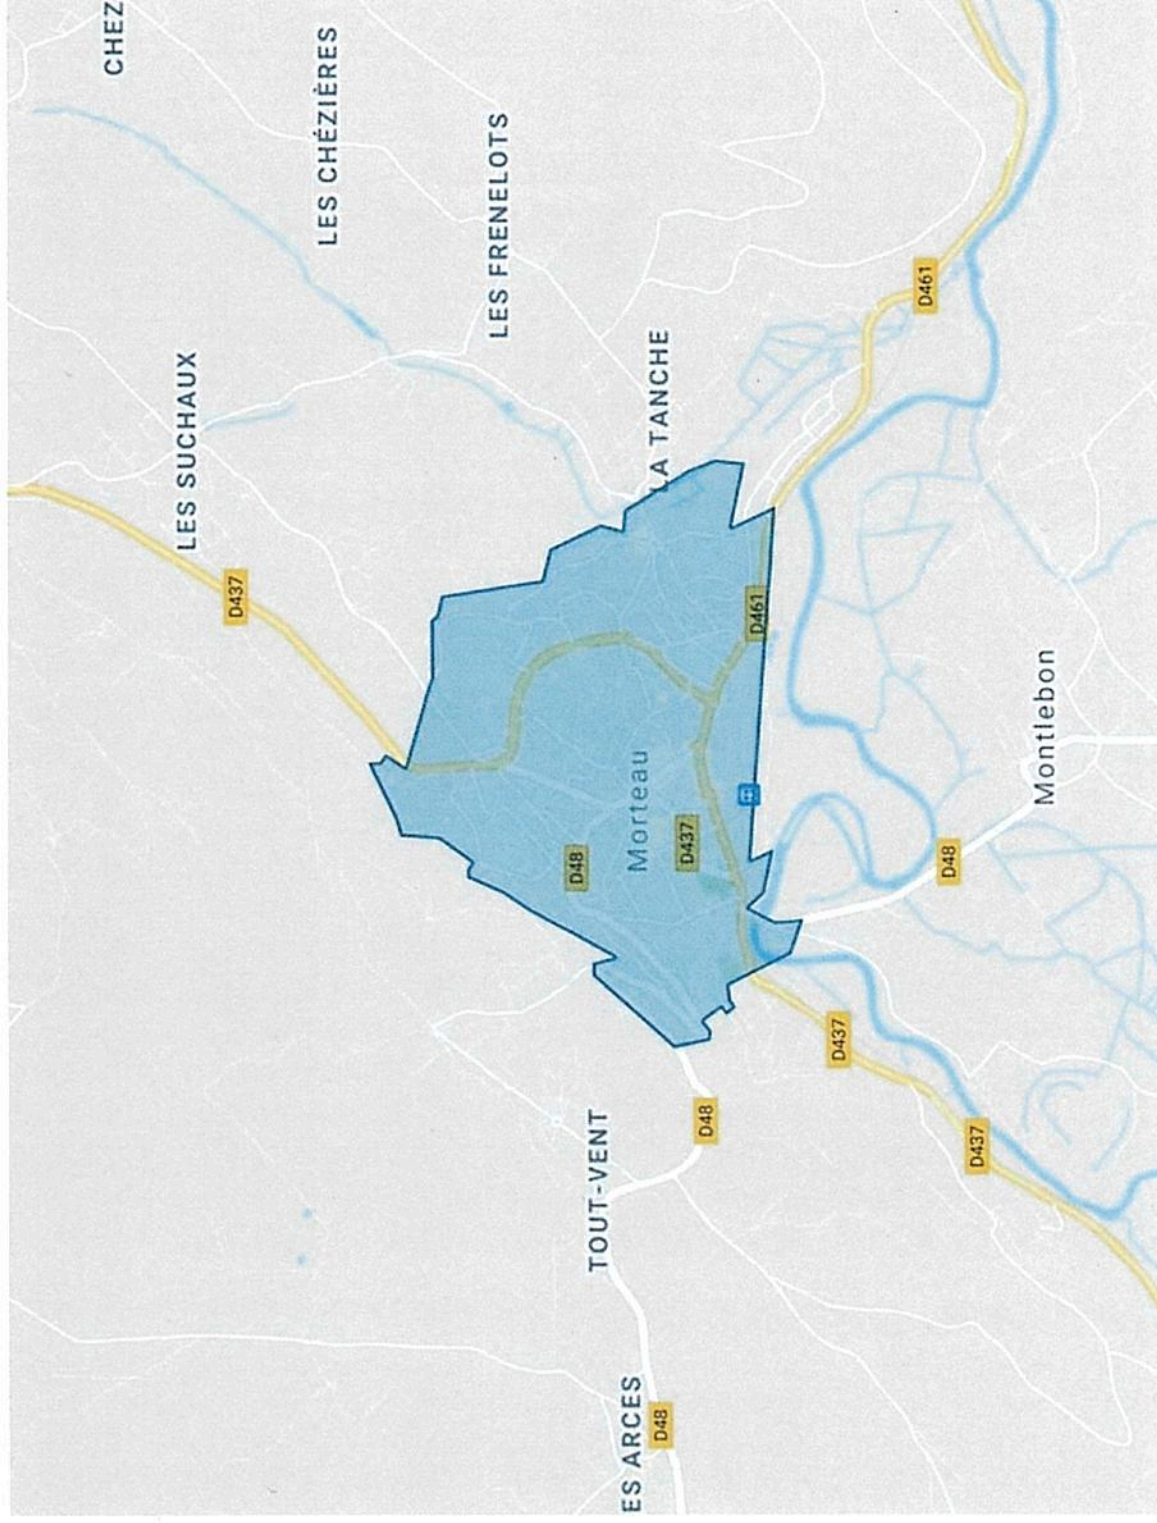 CHEZ
LES CHÉZIÈRES
LES FRENELOTS
LES SUCHAUX
LA TANCHE
D461
D437
D461
Morteau
D48
D437
Montlebon
D48
D437
D48
TOUT-VENT
D437
ES ARCES
D48